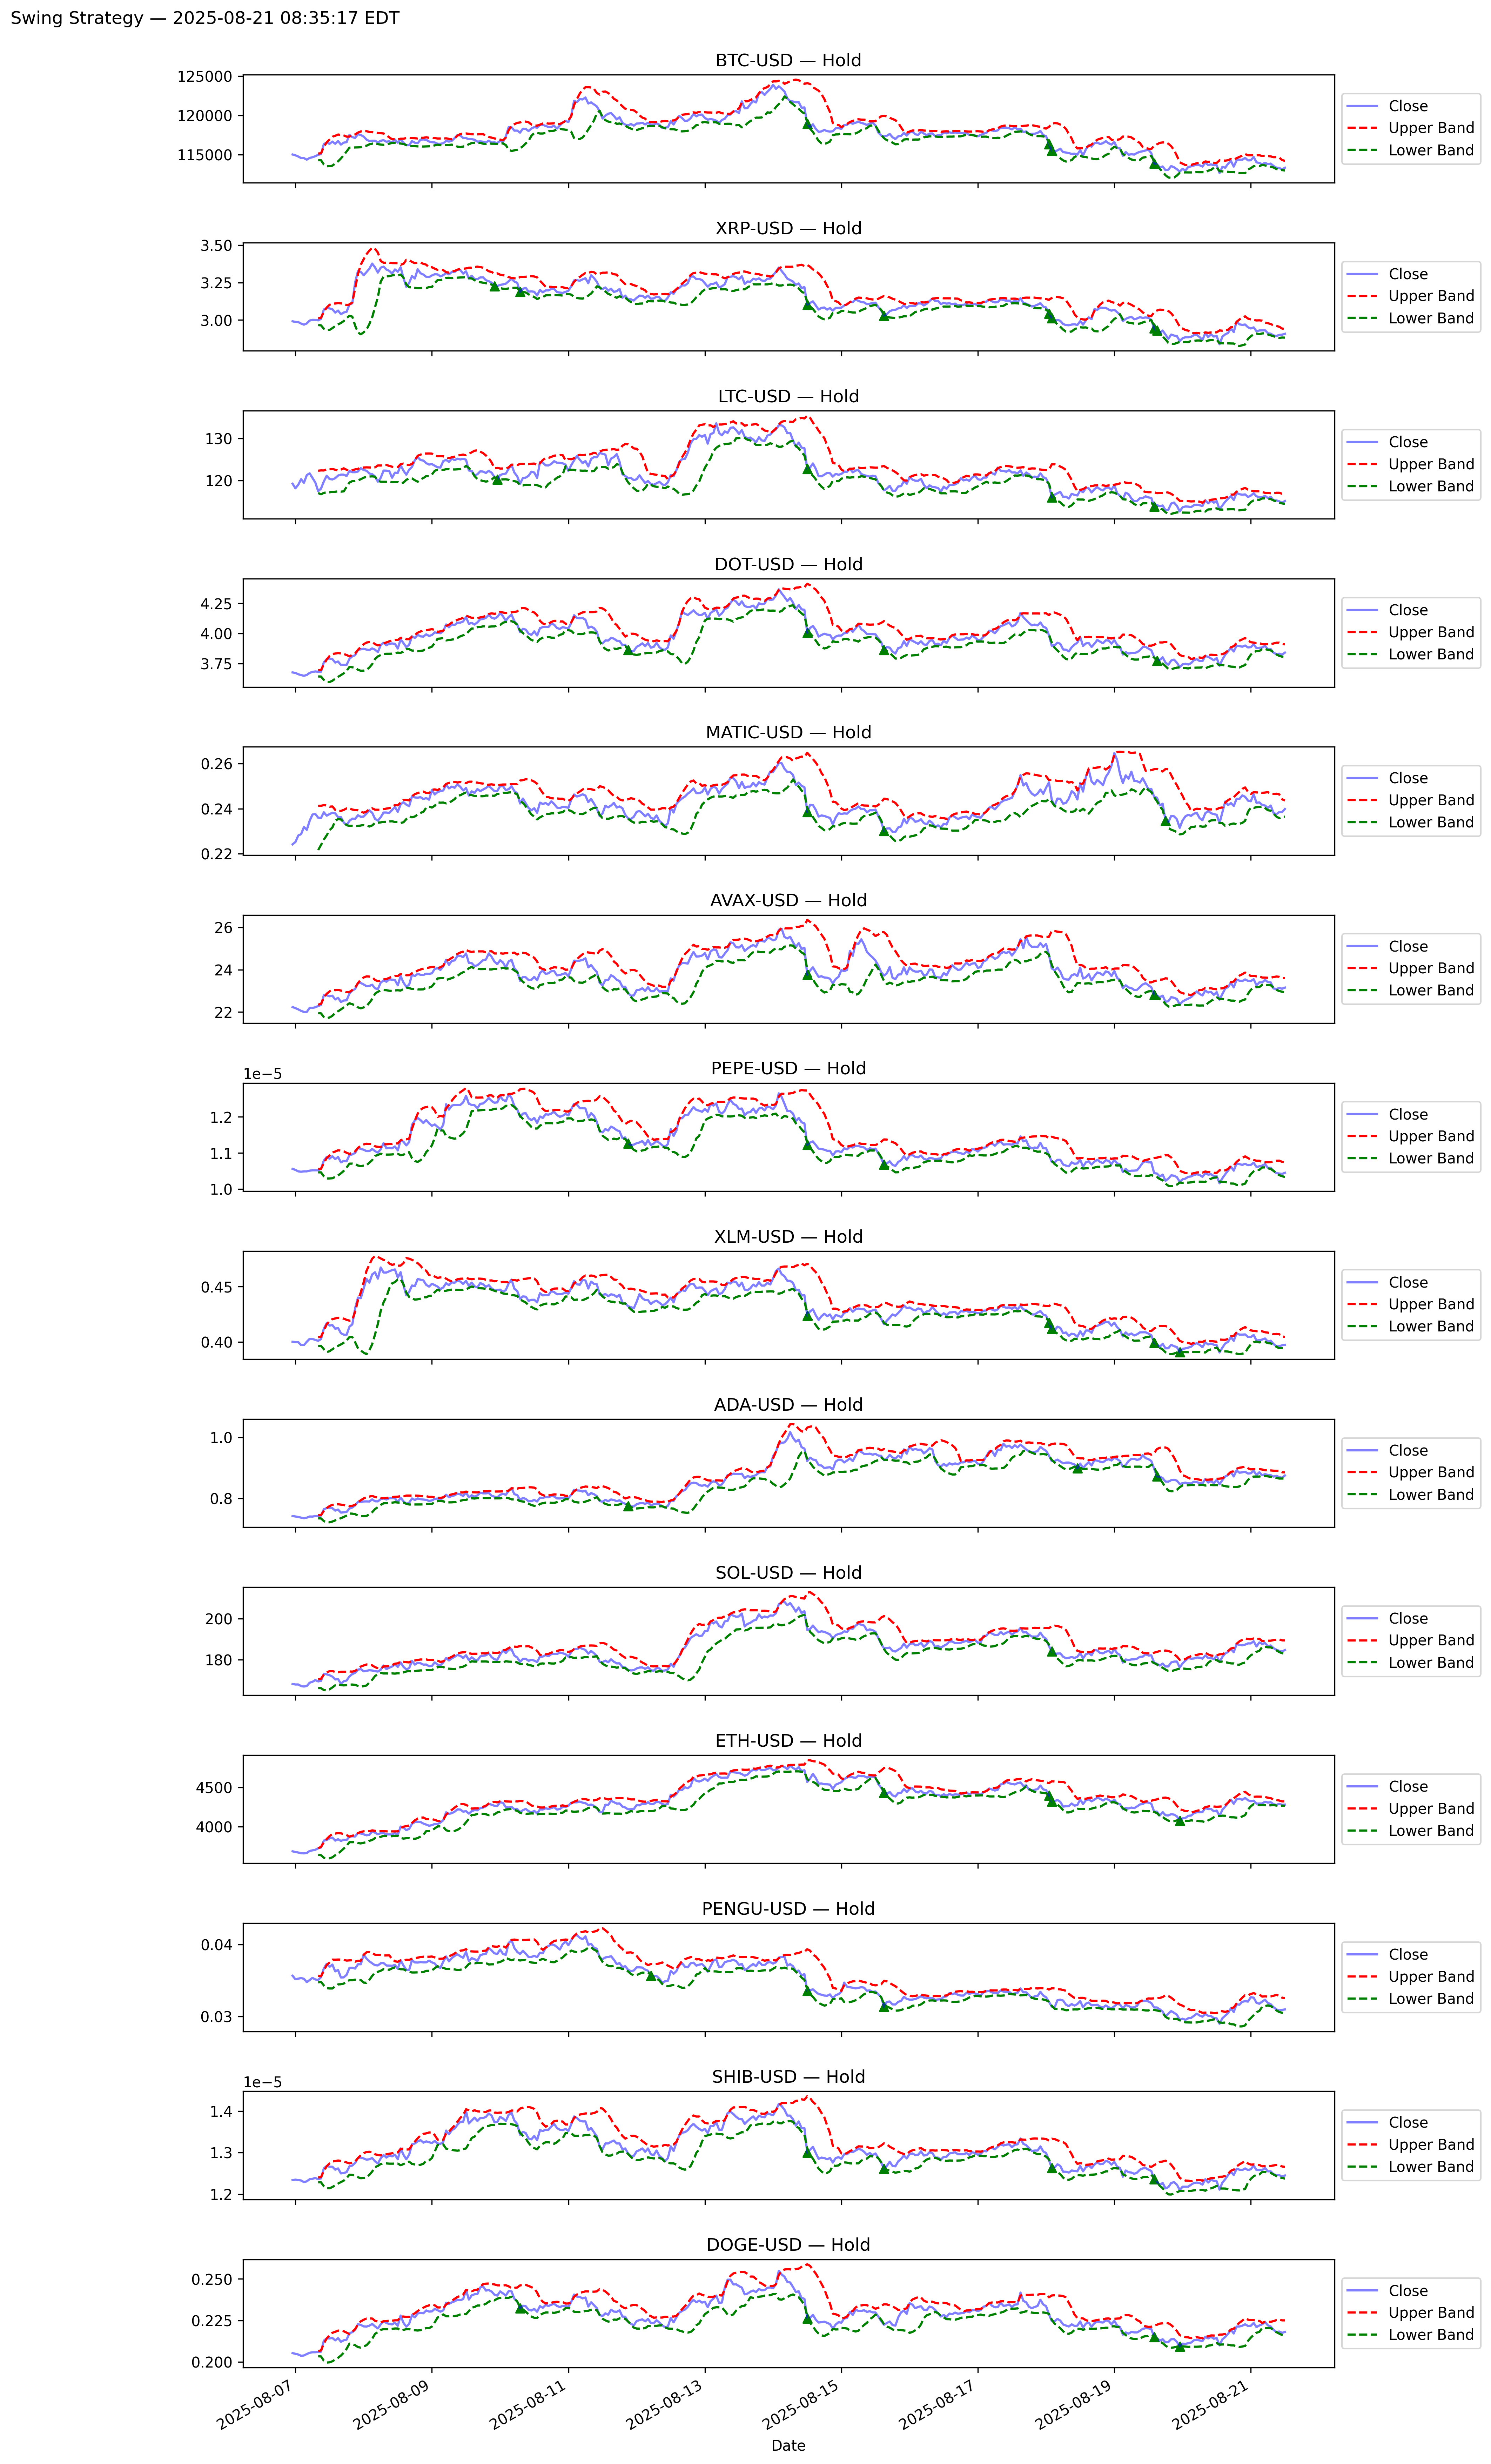 Swing Strategy — 2025-08-21 08:35:17 EDT
BTC-USD — Hold
125000
120000
115000
Close
Upper Band
Lower Band
XRP-USD — Hold
3.50
3.25
3.00
Close
Upper Band
Lower Band
LTC-USD — Hold
130
120
Close
Upper Band
Lower Band
DOT-USD — Hold
4.25
4.00
3.75
Close
Upper Band
Lower Band
MATIC-USD — Hold
0.26
0.24
0.22
Close
Upper Band
Lower Band
AVAX-USD — Hold
26
24
22
Close
Upper Band
Lower Band
PEPE-USD — Hold
1e−5
1.2
1.1
1.0
Close
Upper Band
Lower Band
XLM-USD — Hold
0.45
0.40
Close
Upper Band
Lower Band
ADA-USD — Hold
1.0
0.8
Close
Upper Band
Lower Band
SOL-USD — Hold
200
180
Close
Upper Band
Lower Band
ETH-USD — Hold
4500
4000
Close
Upper Band
Lower Band
PENGU-USD — Hold
0.04
0.03
Close
Upper Band
Lower Band
SHIB-USD — Hold
1e−5
1.4
1.3
1.2
Close
Upper Band
Lower Band
DOGE-USD — Hold
0.250
0.225
0.200
Close
Upper Band
Lower Band
2025-08-07
2025-08-09
2025-08-11
2025-08-13
2025-08-15
2025-08-17
2025-08-19
2025-08-21
Date